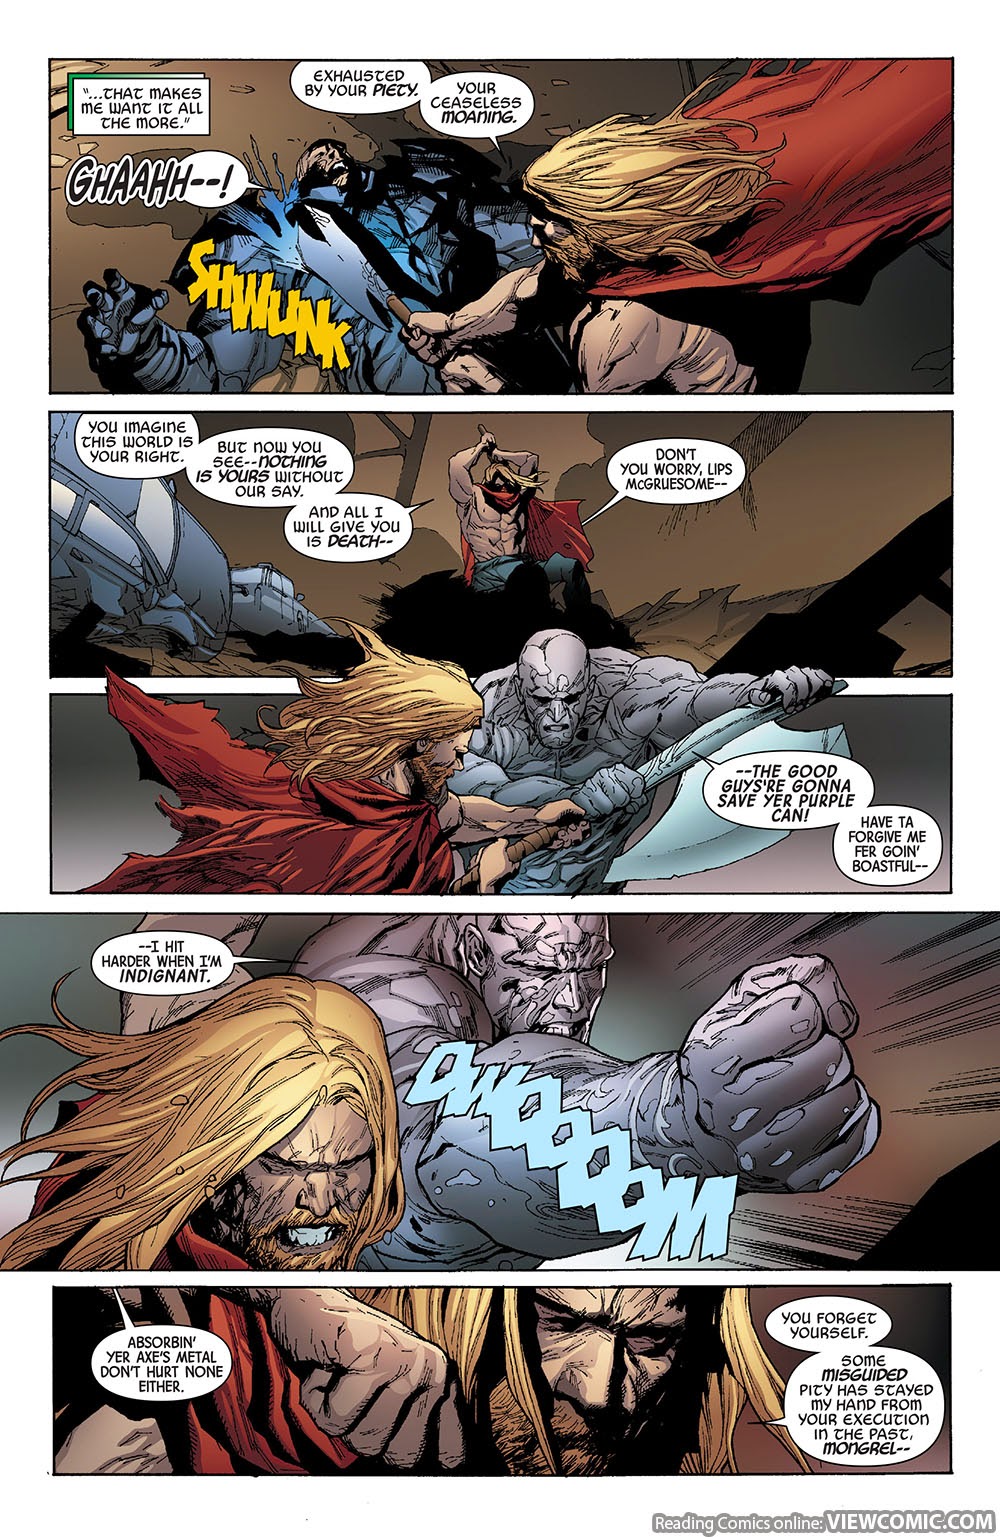 "...THAT MAKES
ME WANT IT ALL
THE MORE."
EXHAUSTED
BY YOUR PIETY.
YOUR
CEASELESS
MOANING.
GHAAHH--!
SHWUNK
YOU IMAGINE
THIS WORLD IS
YOUR RIGHT.
BUT NOW YOU
SEE--NOTHING
IS YOURS WITHOUT
OUR SAY.
AND ALL I
WILL GIVE YOU
IS DEATH--
DON'T
YOU WORRY, LIPS
McGRUESOME--
--THE GOOD
GUYS'RE GONNA
SAVE YER PURPLE
CAN!
HAVE TA
FORGIVE ME
FER GOIN'
BOASTFUL--
--I HIT
HARDER WHEN I'M
INDIGNANT.
DWOOOOM
ABSORBIN'
YER AXE'S METAL
DON'T HURT NONE
EITHER.
YOU FORGET
YOURSELF.
SOME
MISGUIDED
PITY HAS STAYED
MY HAND FROM
YOUR EXECUTION
IN THE PAST,
MONGREL--
Reading Comics online: VIEWCOMIC.COM